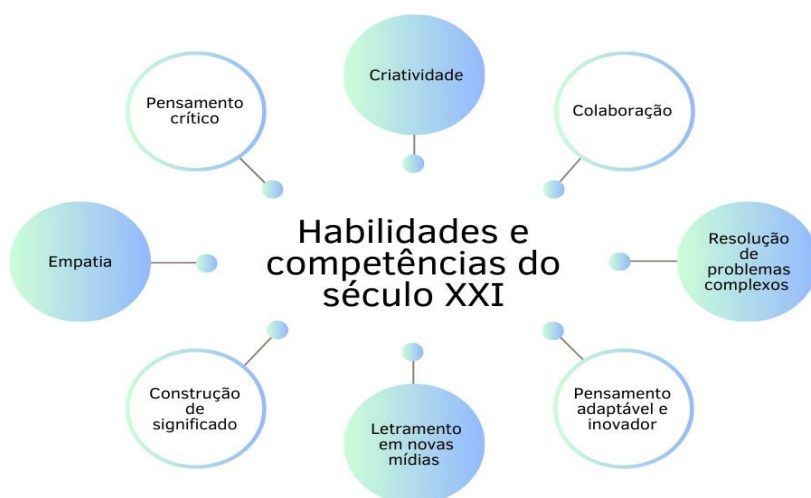 Criatividade
Pensamento
crítico
Colaboração
Empatia
Habilidades e
competências do
século XXI
Resolução
de
problemas
complexos
Construção
de
significado
Letramento
em novas
mídias
Pensamento
adaptável e
inovador